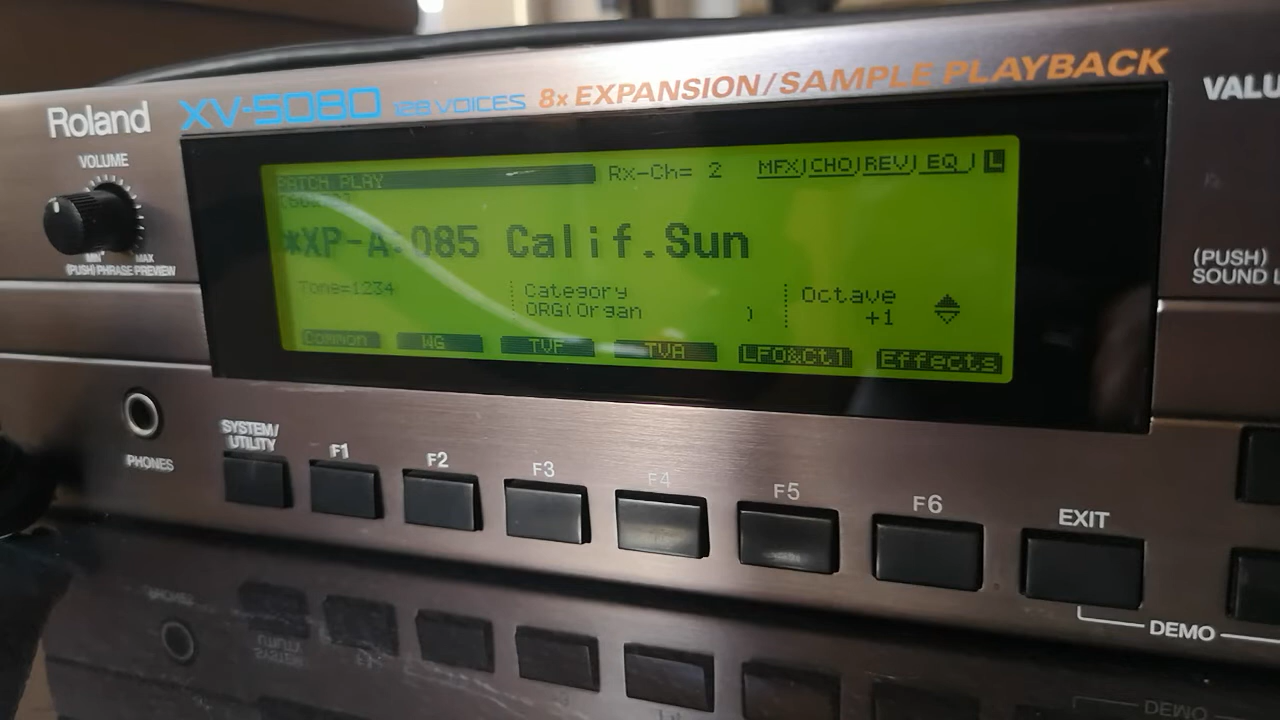 Roland XV-5080 128 VOICES 8x EXPANSION/SAMPLE PLAYBACK
VALU
VOLUME
MIN MAX
(PUSH) PHRASE PREVIEW
PATCH PLAY Rx-Ch= 2 MFX CHO REV EQ L
*XP-A:085 Calif.Sun
Tone=1234
Category
ORG(Organ )
Octave
+1
Common WG TVF TVA LFO&Ctl Effects
(PUSH)
SOUND L
PHONES
SYSTEM/
UTILITY
F1 F2 F3 F4 F5 F6 EXIT
DEMO